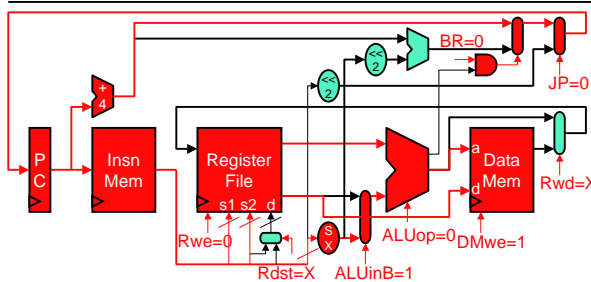 BR=0
<<
2
<<
2
+
4
JP=0
P
C
Insn
Mem
Register
File
s1 s2 d
a
d
Data
Mem
Rwd=X
S
X
Rwe=0
ALUop=0
DMwe=1
Rdst=X
ALUinB=1